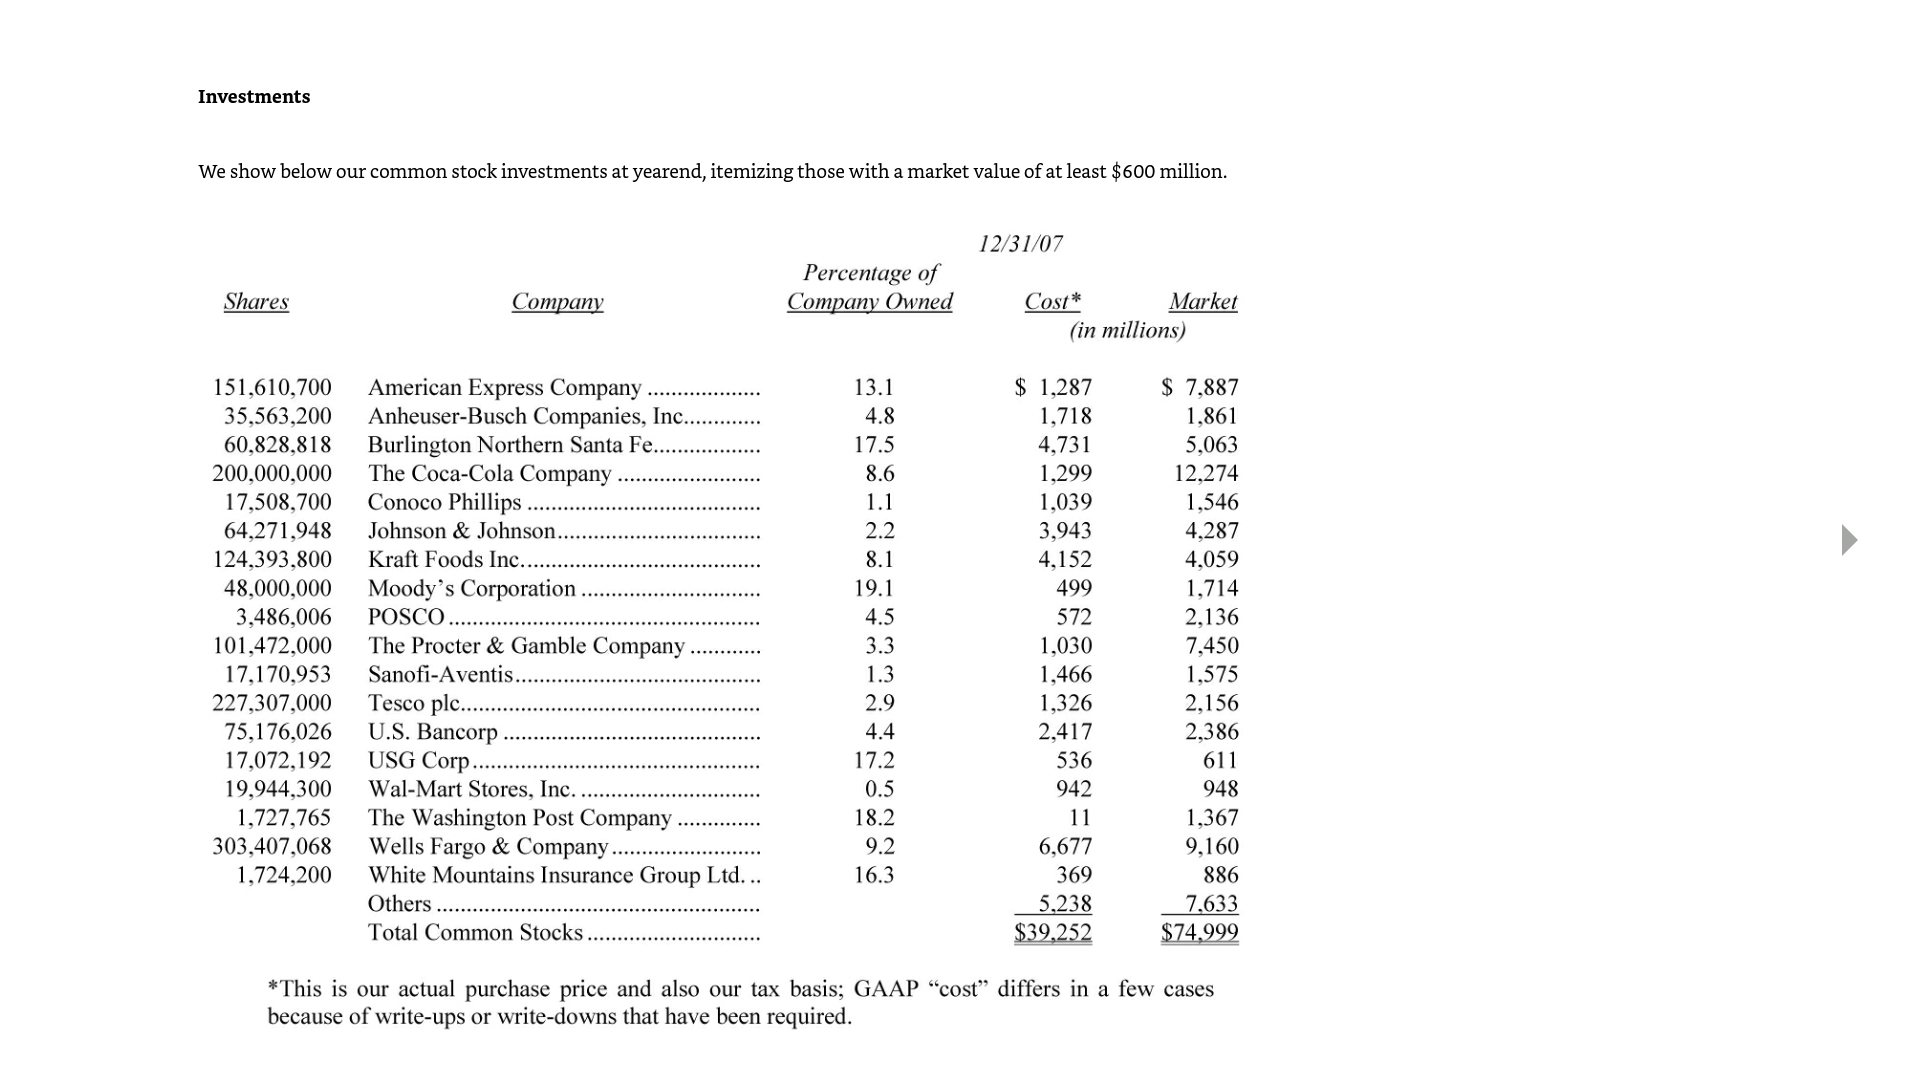 Investments
We show below our common stock investments at yearend, itemizing those with a market value of at least $600 million.
12/31/07
Percentage of
Shares Company Company Owned Cost* Market
(in millions)
151,610,700 American Express Company ................... 13.1 $ 1,287 $ 7,887
35,563,200 Anheuser-Busch Companies, Inc............. 4.8 1,718 1,861
60,828,818 Burlington Northern Santa Fe.................. 17.5 4,731 5,063
200,000,000 The Coca-Cola Company ........................ 8.6 1,299 12,274
17,508,700 Conoco Phillips ....................................... 1.1 1,039 1,546
64,271,948 Johnson & Johnson.................................. 2.2 3,943 4,287
124,393,800 Kraft Foods Inc........................................ 8.1 4,152 4,059
48,000,000 Moody’s Corporation .............................. 19.1 499 1,714
3,486,006 POSCO .................................................... 4.5 572 2,136
101,472,000 The Procter & Gamble Company ............ 3.3 1,030 7,450
17,170,953 Sanofi-Aventis......................................... 1.3 1,466 1,575
227,307,000 Tesco plc.................................................. 2.9 1,326 2,156
75,176,026 U.S. Bancorp ........................................... 4.4 2,417 2,386
17,072,192 USG Corp................................................ 17.2 536 611
19,944,300 Wal-Mart Stores, Inc. .............................. 0.5 942 948
1,727,765 The Washington Post Company .............. 18.2 11 1,367
303,407,068 Wells Fargo & Company......................... 9.2 6,677 9,160
1,724,200 White Mountains Insurance Group Ltd. .. 16.3 369 886
Others ...................................................... 5,238 7,633
Total Common Stocks ............................. $39,252 $74,999
*This is our actual purchase price and also our tax basis; GAAP “cost” differs in a few cases
because of write-ups or write-downs that have been required.